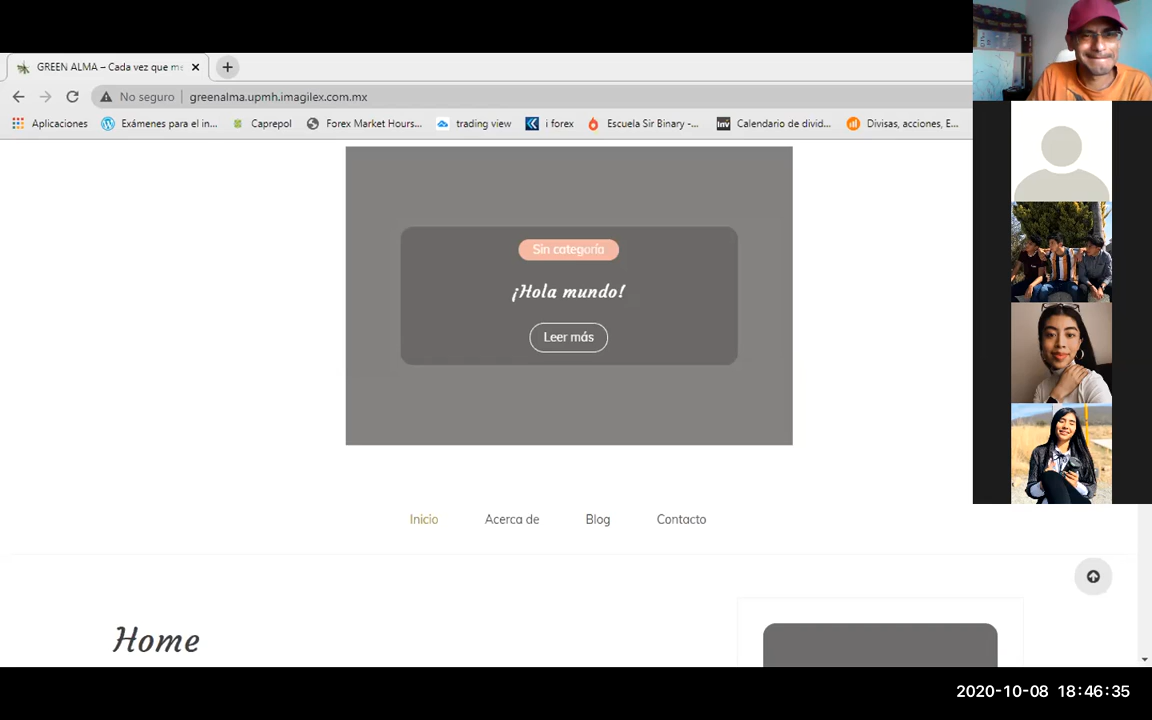 GREEN ALMA – Cada vez que me
No seguro
greenalma.upmh.imagilex.com.mx
Aplicaciones
Exámenes para el in...
Caprepol
Forex Market Hours...
trading view
i forex
Escuela Sir Binary -...
Inv
Calendario de divid...
Divisas, acciones, E...
Sin categoría
¡Hola mundo!
Leer más
Inicio
Acerca de
Blog
Contacto
Home
2020-10-08 18:46:35